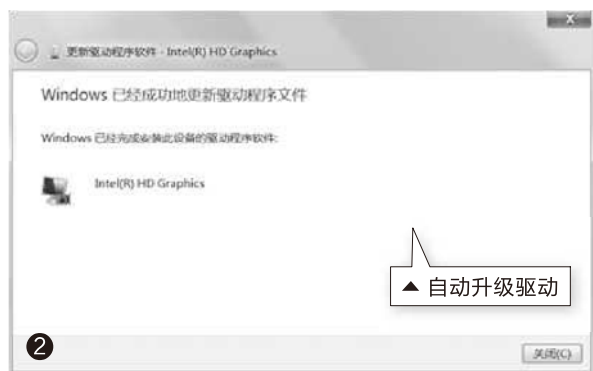 X
更新驱动程序软件 - Intel(R) HD Graphics
Windows 已经成功地更新驱动程序文件
Windows 已经完成安装此设备的驱动程序软件:
Intel(R) HD Graphics
▲ 自动升级驱动
❷
关闭(C)